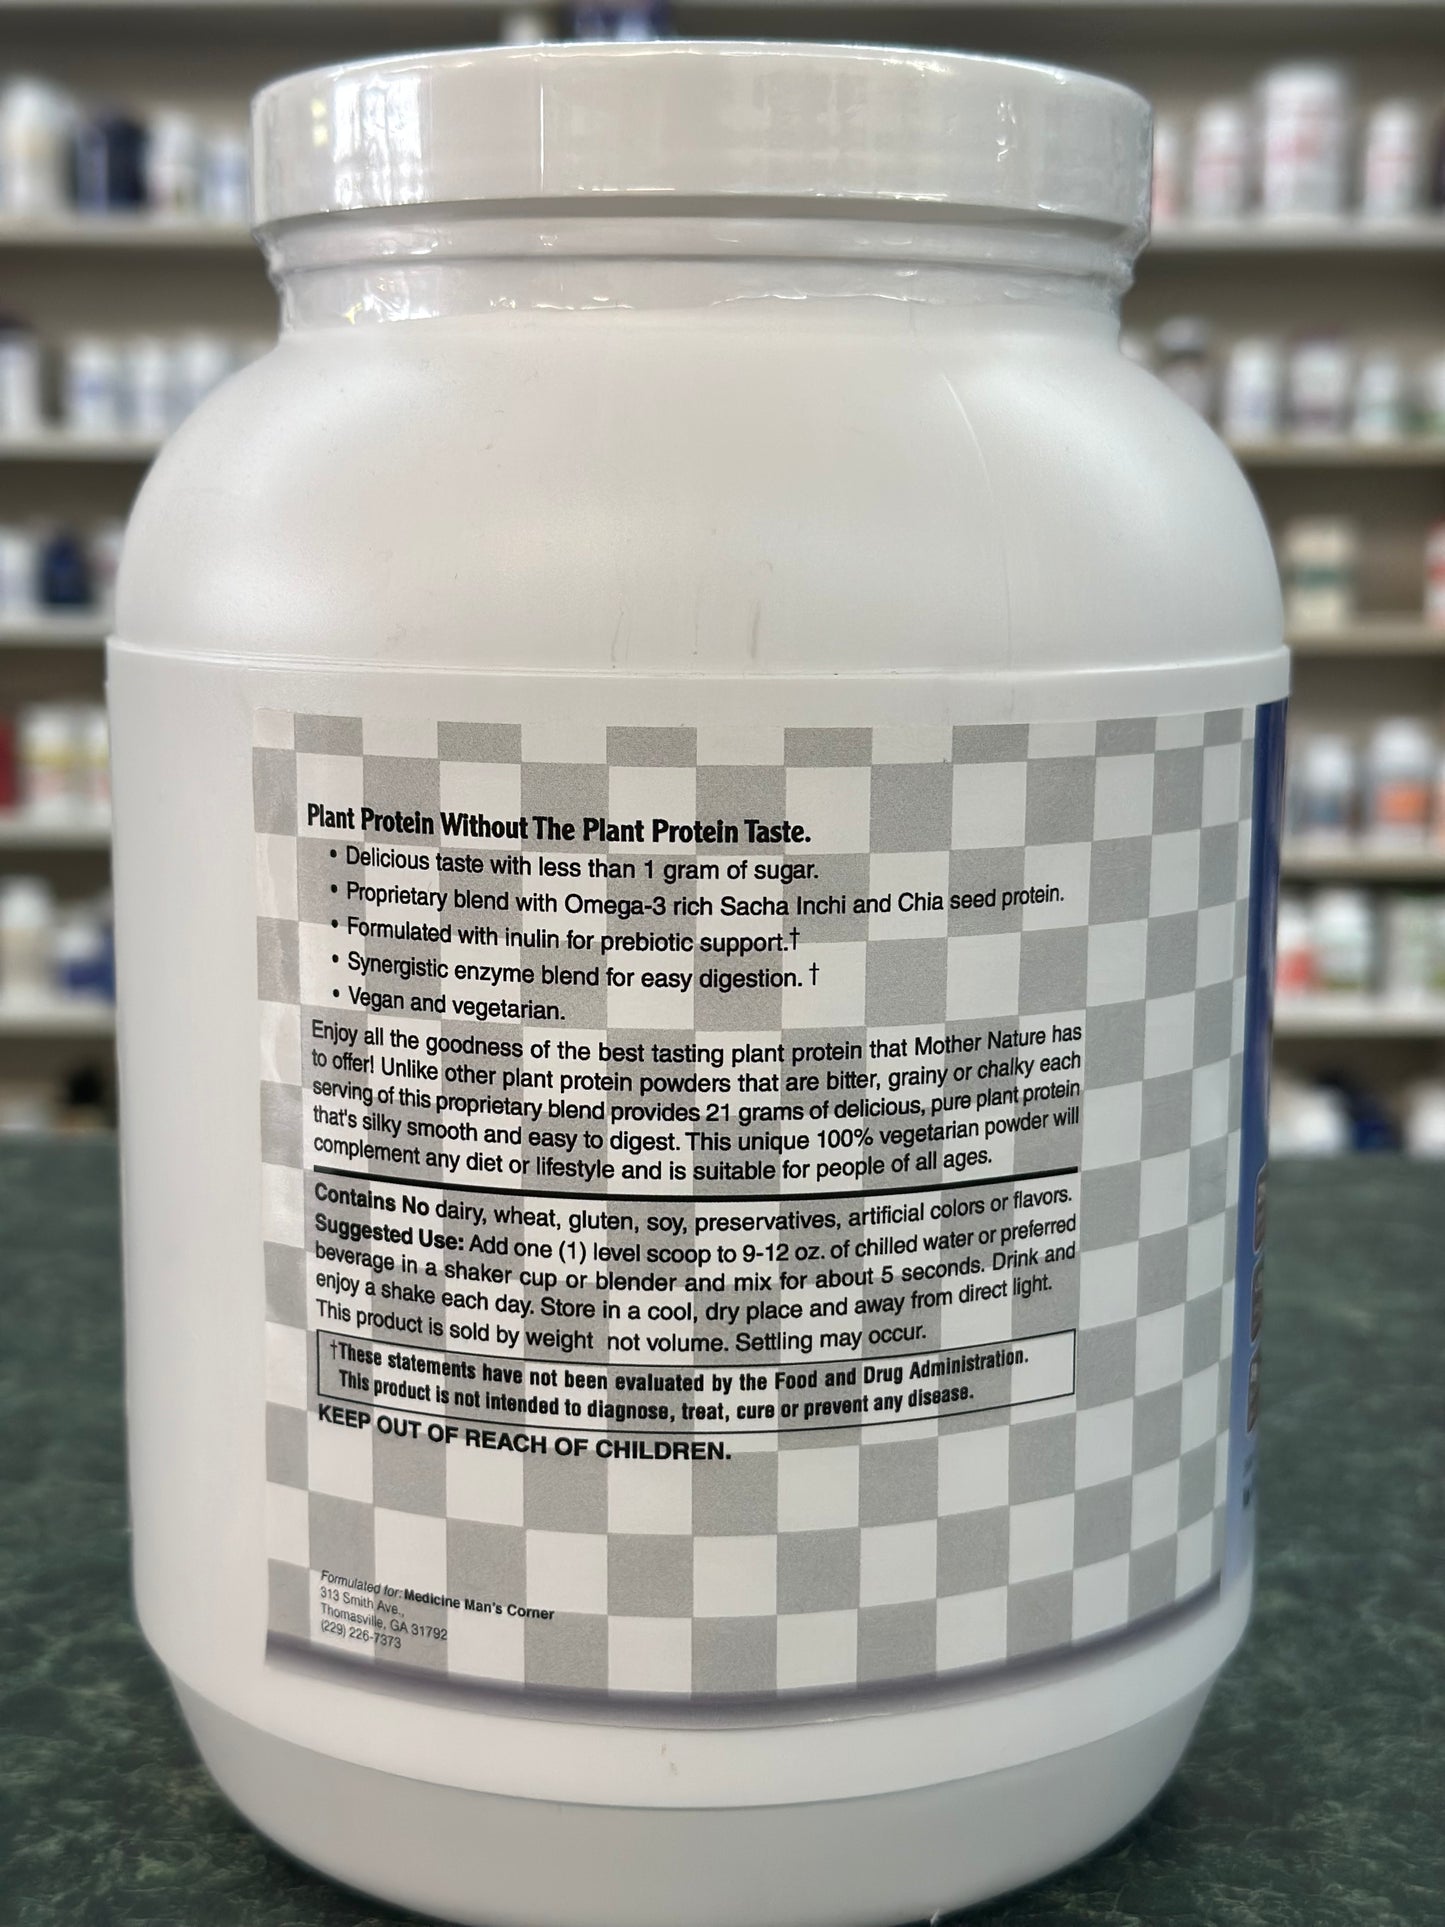 Plant Protein Without The Plant Protein Taste.
• Delicious taste with less than 1 gram of sugar.
• Proprietary blend with Omega-3 rich Sacha Inchi and Chia seed protein.
• Formulated with inulin for prebiotic support.†
• Synergistic enzyme blend for easy digestion. †
• Vegan and vegetarian.
Enjoy all the goodness of the best tasting plant protein that Mother Nature has
to offer! Unlike other plant protein powders that are bitter, grainy or chalky each
serving of this proprietary blend provides 21 grams of delicious, pure plant protein
that's silky smooth and easy to digest. This unique 100% vegetarian powder will
complement any diet or lifestyle and is suitable for people of all ages.
Contains No dairy, wheat, gluten, soy, preservatives, artificial colors or flavors.
Suggested Use: Add one (1) level scoop to 9-12 oz. of chilled water or preferred
beverage in a shaker cup or blender and mix for about 5 seconds. Drink and
enjoy a shake each day. Store in a cool, dry place and away from direct light.
This product is sold by weight not volume. Settling may occur.
†These statements have not been evaluated by the Food and Drug Administration.
This product is not intended to diagnose, treat, cure or prevent any disease.
KEEP OUT OF REACH OF CHILDREN.
Formulated for: Medicine Man's Corner
313 Smith Ave.,
Thomasville, GA 31792
(229) 226-7373